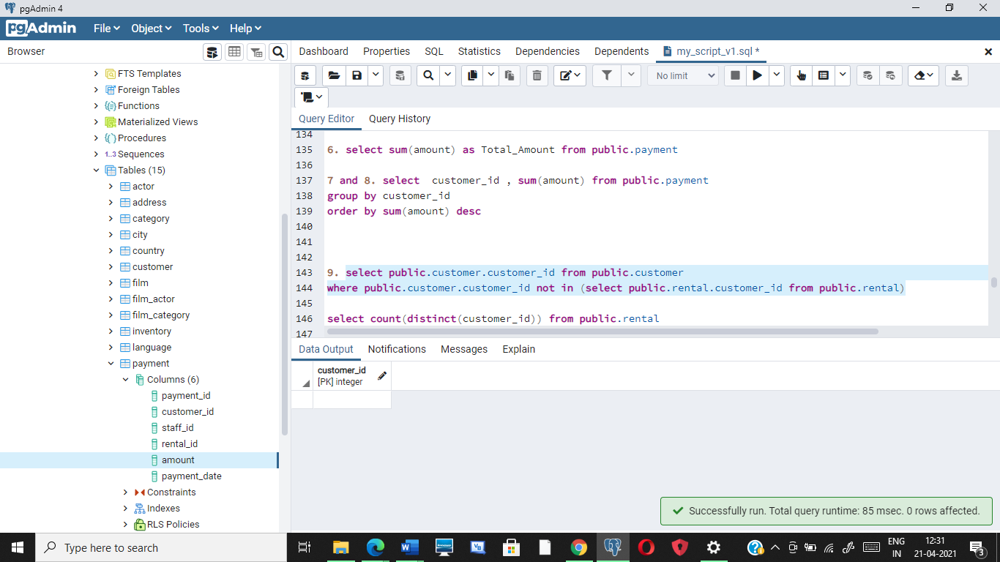 pgAdmin 4
pgAdmin File Object Tools Help
Browser
Dashboard Properties SQL Statistics Dependencies Dependents my_script_v1.sql *
No limit
Query Editor Query History
FTS Templates
Foreign Tables
Functions
Materialized Views
Procedures
1..3 Sequences
Tables (15)
actor
address
category
city
country
customer
film
film_actor
film_category
inventory
language
payment
Columns (6)
payment_id
customer_id
staff_id
rental_id
amount
payment_date
Constraints
Indexes
RLS Policies
134
135 6. select sum(amount) as Total_Amount from public.payment
136
137 7 and 8. select  customer_id , sum(amount) from public.payment
138 group by customer_id
139 order by sum(amount) desc
140
141
142
143 9. select public.customer.customer_id from public.customer
144 where public.customer.customer_id not in (select public.rental.customer_id from public.rental)
145
146 select count(distinct(customer_id)) from public.rental
147
Data Output Notifications Messages Explain
customer_id
[PK] integer
Successfully run. Total query runtime: 85 msec. 0 rows affected.
Type here to search
ENG
IN
12:31
21-04-2021
3